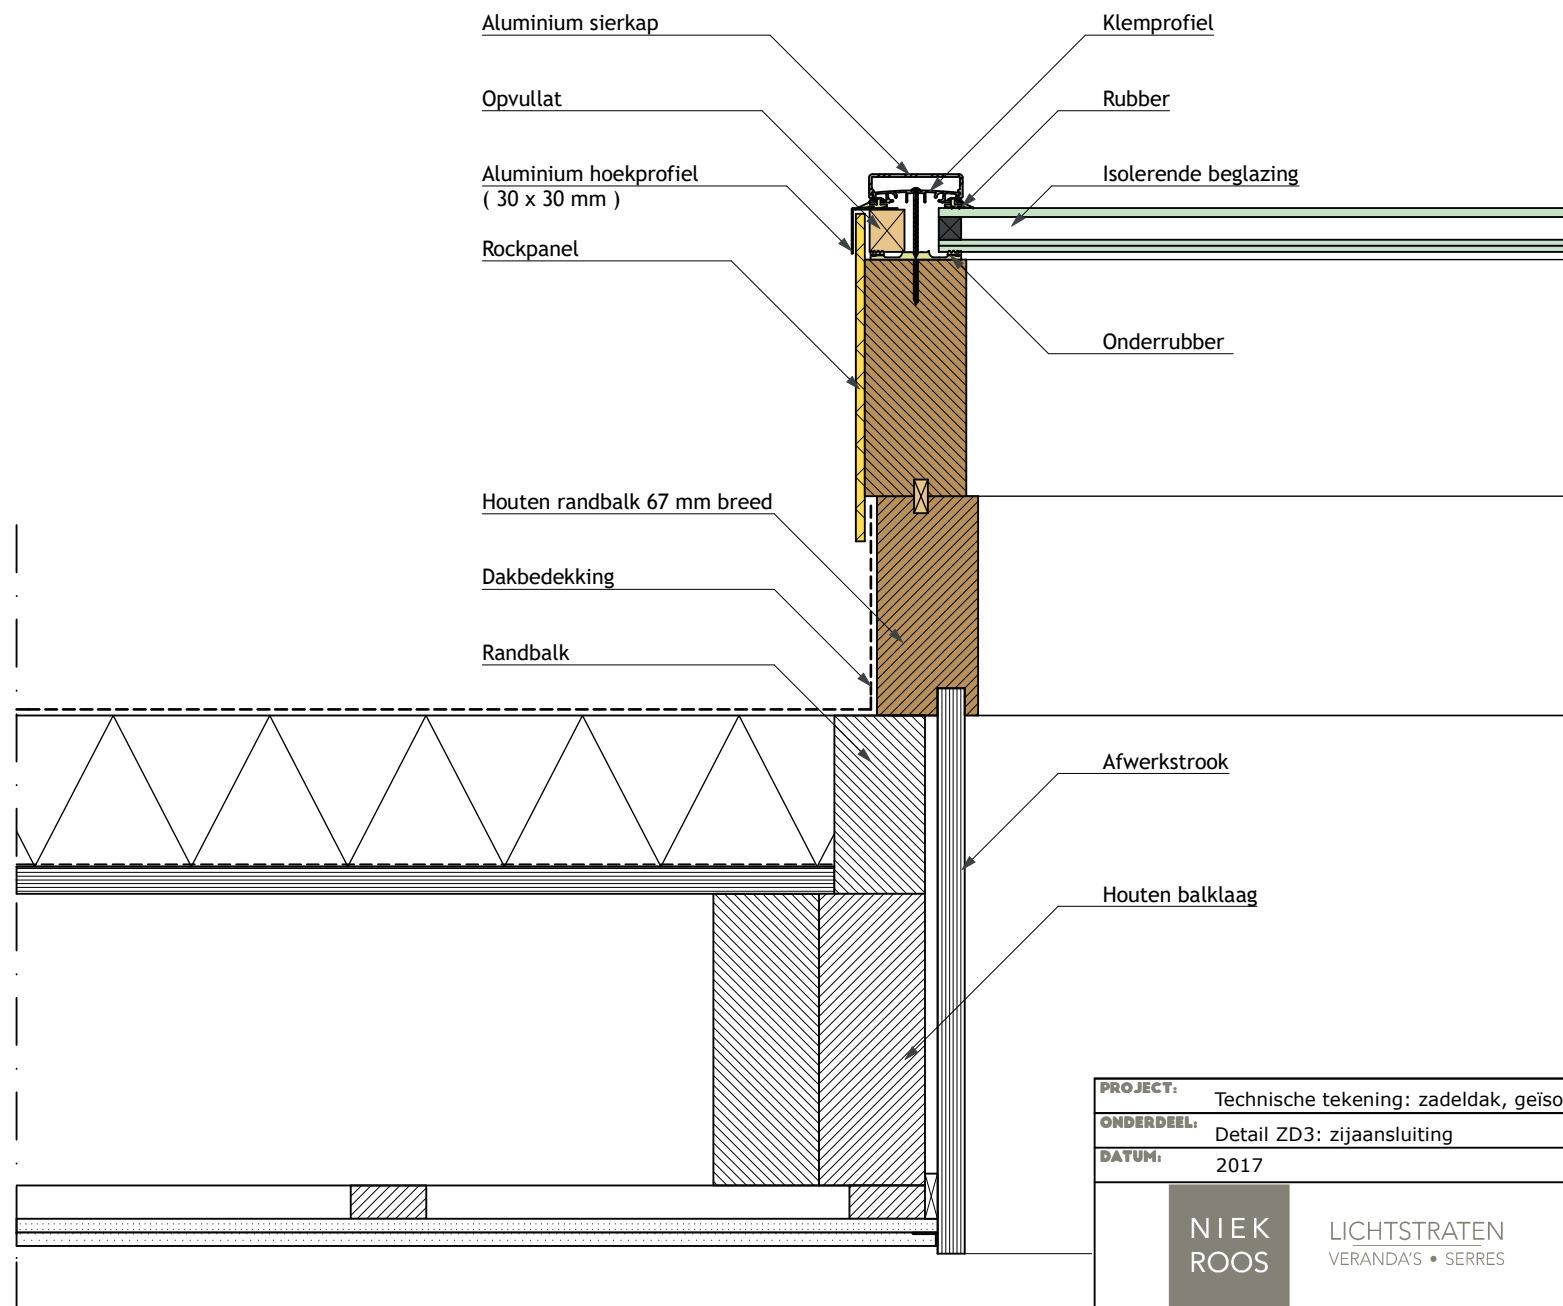 Aluminium sierkap
Klemprofiel
Opvullat
Rubber
Aluminium hoekprofiel
( 30 x 30 mm )
Isolerende beglazing
Rockpanel
Onderrubber
Houten randbalk 67 mm breed
Dakbedekking
Randbalk
Afwerkstrook
Houten balklaag
PROJECT: Technische tekening: zadeldak, geïso
ONDERDEEL: Detail ZD3: zijaansluiting
DATUM: 2017
NIEK
ROOS
LICHTSTRATEN
VERANDA'S • SERRES